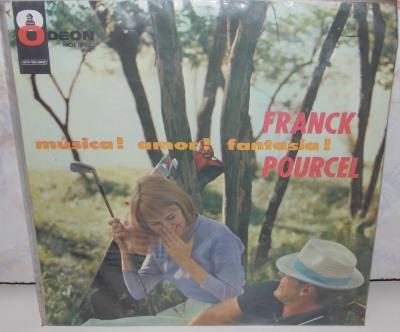 ODEON
FRANCK
musica! amor! fantasia!
POURCEL